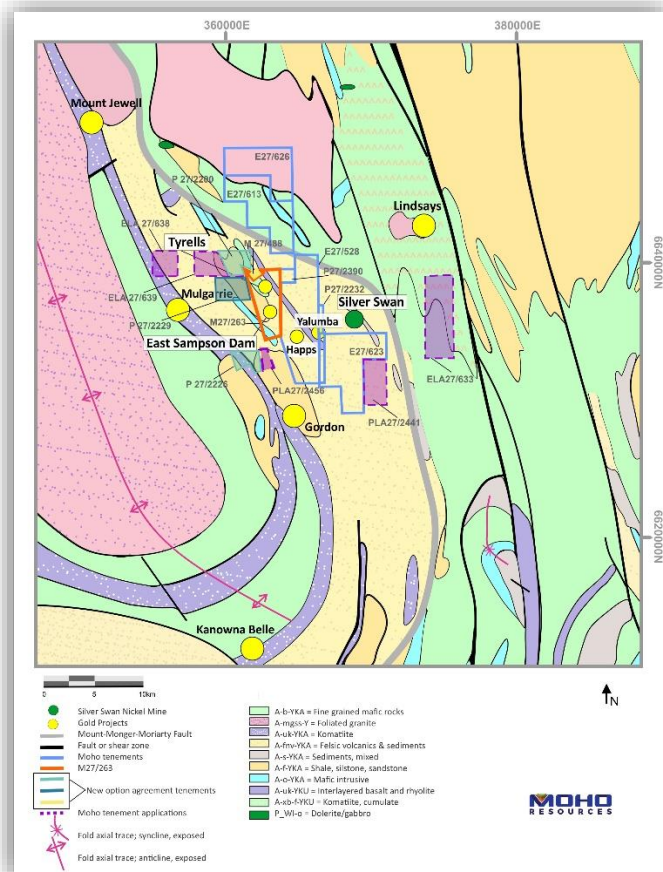 360000E
380000E
Mount Jewell
P 27/2200
E27/626
E27/613
Lindsays
ELA 27/638
M 27/488
Tyrells
E27/528
6640000N
P27/2390
ELA 27/639
Mulgarrie
P27/2232
Silver Swan
P 27/2229
M27/263
Yalumba
East Sampson Dam
Happs
E27/623
ELA27/633
P 27/2226
PLA27/2456
PLA27/2441
Gordon
6620000N
Kanowna Belle
0 5 10km
N
Silver Swan Nickel Mine
Gold Projects
Mount-Monger-Moriarty Fault
Fault or shear zone
Moho tenements
M27/263
New option agreement tenements
Moho tenement applications
Fold axial trace; syncline, exposed
Fold axial trace; anticline, exposed
A-b-YKA = Fine grained mafic rocks
A-mgss-Y = Foliated granite
A-uk-YKA = Komatiite
A-fnv-YKA = Felsic volcanics & sediments
A-s-YKA = Sediments, mixed
A-f-YKA = Shale, silstone, sandstone
A-o-YKA = Mafic intrusive
A-uk-YKU = Interlayered basalt and rhyolite
A-xb-f-YKU = Komatiite, cumulate
P_WI-o = Dolerite/gabbro
MOHO
RESOURCES